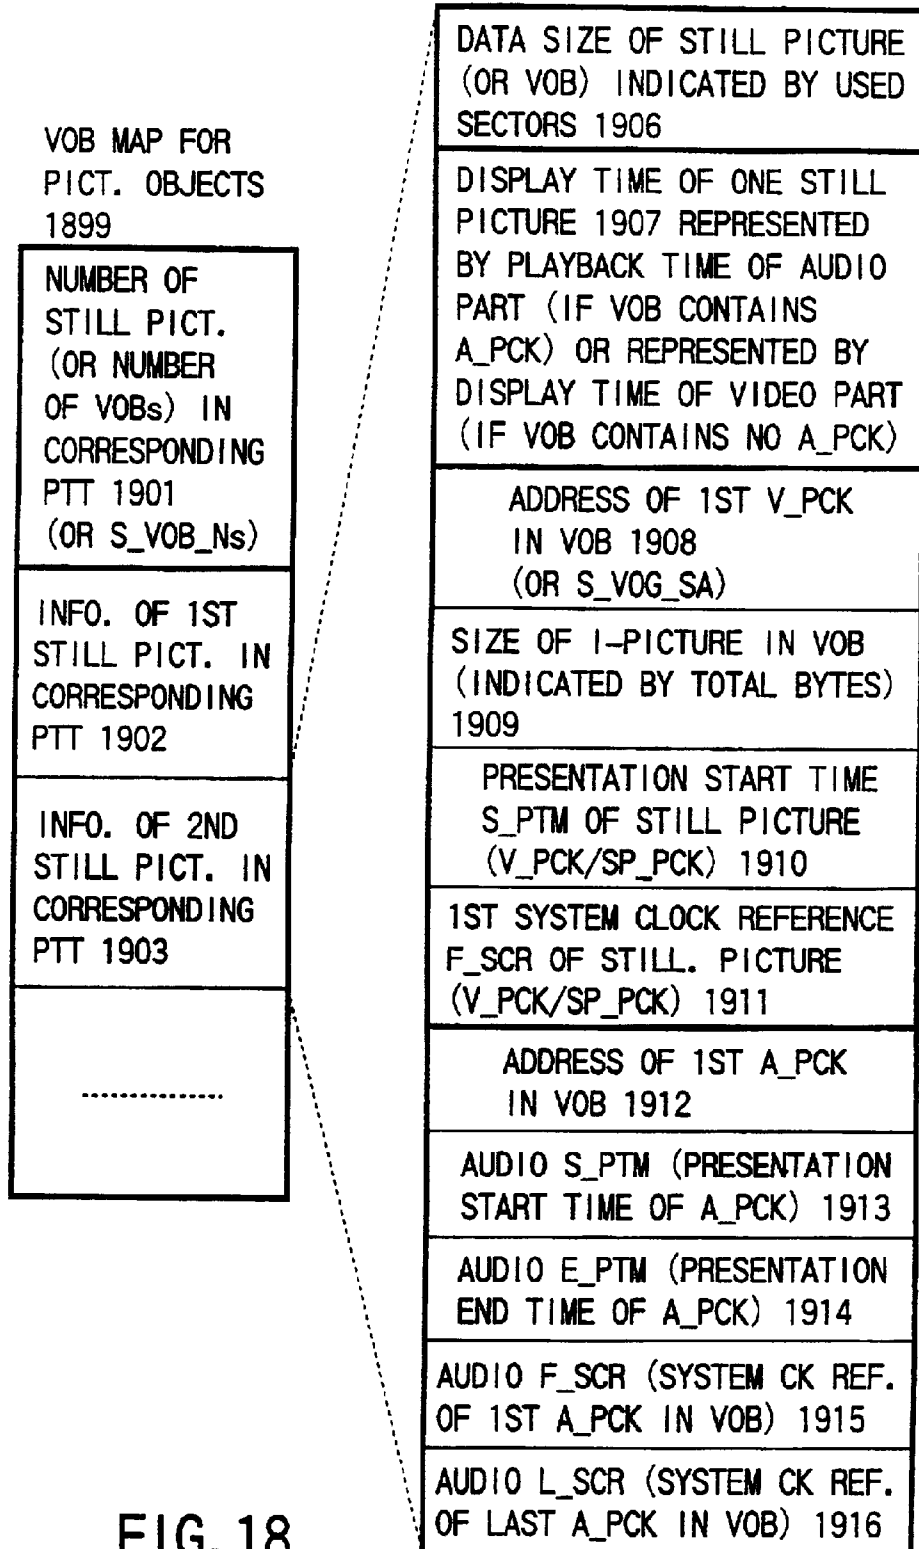 VOB MAP FOR
PICT. OBJECTS
1899
NUMBER OF
STILL PICT.
(OR NUMBER
OF VOBs) IN
CORRESPONDING
PTT 1901
(OR S_VOB_Ns)
INFO. OF 1ST
STILL PICT. IN
CORRESPONDING
PTT 1902
INFO. OF 2ND
STILL PICT. IN
CORRESPONDING
PTT 1903
DATA SIZE OF STILL PICTURE
(OR VOB) INDICATED BY USED
SECTORS 1906
DISPLAY TIME OF ONE STILL
PICTURE 1907 REPRESENTED
BY PLAYBACK TIME OF AUDIO
PART (IF VOB CONTAINS
A_PCK) OR REPRESENTED BY
DISPLAY TIME OF VIDEO PART
(IF VOB CONTAINS NO A_PCK)
ADDRESS OF 1ST V_PCK
IN VOB 1908
(OR S_VOG_SA)
SIZE OF I-PICTURE IN VOB
(INDICATED BY TOTAL BYTES)
1909
PRESENTATION START TIME
S_PTM OF STILL PICTURE
(V_PCK/SP_PCK) 1910
1ST SYSTEM CLOCK REFERENCE
F_SCR OF STILL. PICTURE
(V_PCK/SP_PCK) 1911
ADDRESS OF 1ST A_PCK
IN VOB 1912
AUDIO S_PTM (PRESENTATION
START TIME OF A_PCK) 1913
AUDIO E_PTM (PRESENTATION
END TIME OF A_PCK) 1914
AUDIO F_SCR (SYSTEM CK REF.
OF 1ST A_PCK IN VOB) 1915
AUDIO L_SCR (SYSTEM CK REF.
OF LAST A_PCK IN VOB) 1916
FIG. 18